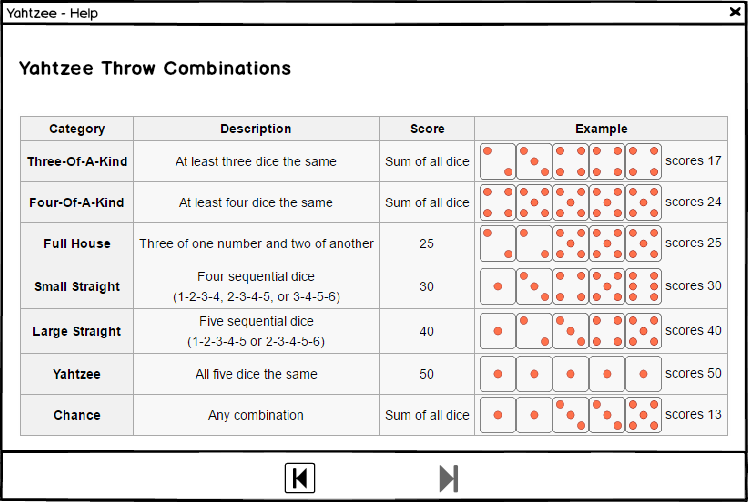 Yahtzee - Help
Yahtzee Throw Combinations
Category Description Score Example
Three-Of-A-Kind At least three dice the same Sum of all dice scores 17
Four-Of-A-Kind At least four dice the same Sum of all dice scores 24
Full House Three of one number and two of another 25 scores 25
Small Straight Four sequential dice 30 scores 30
(1-2-3-4, 2-3-4-5, or 3-4-5-6)
Large Straight Five sequential dice 40 scores 40
(1-2-3-4-5 or 2-3-4-5-6)
Yahtzee All five dice the same 50 scores 50
Chance Any combination Sum of all dice scores 13